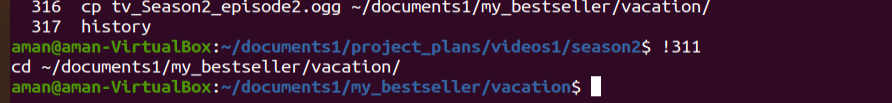 316 cp tv_Season2_episode2.ogg ~/documents1/my_bestseller/vacation/
317 history
aman@aman-VirtualBox:~/documents1/project_plans/videos1/season2$ !311
cd ~/documents1/my_bestseller/vacation/
aman@aman-VirtualBox:~/documents1/my_bestseller/vacation$